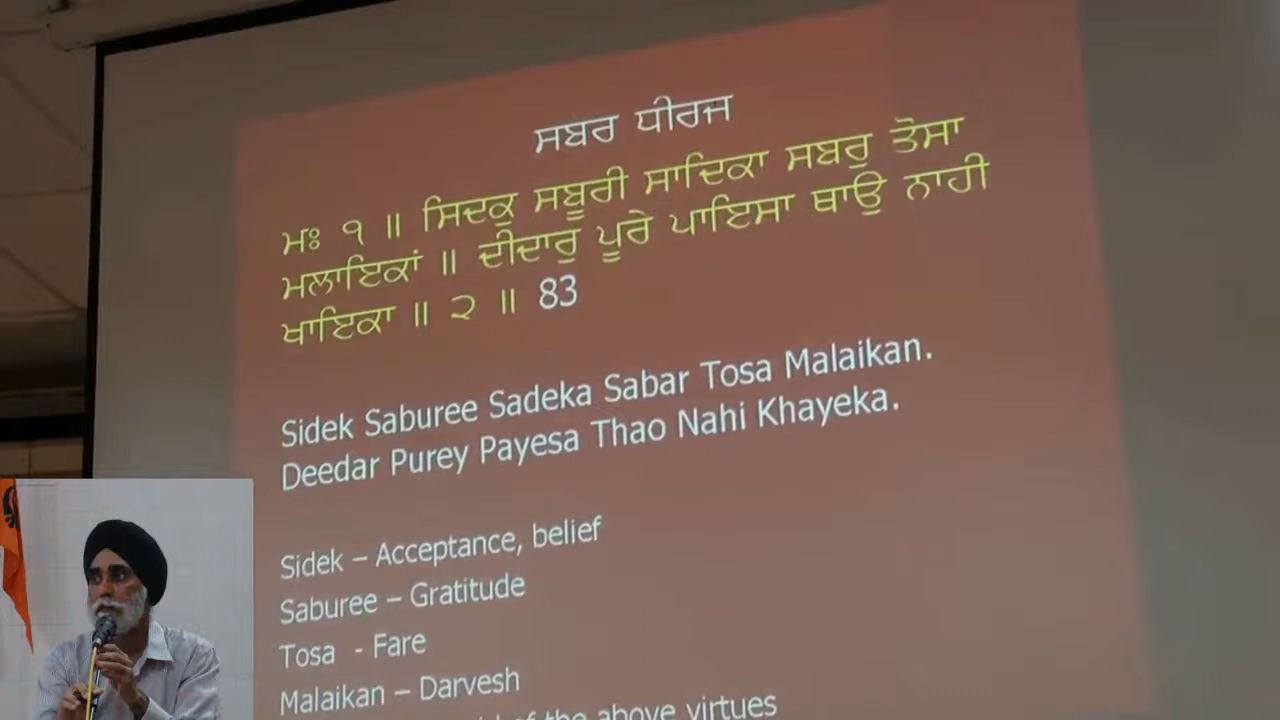 ਸਬਰ ਧੀਰਜ
ਮਃ ੧ ॥ ਸਿਦਕੁ ਸਬੂਰੀ ਸਾਦਿਕਾ ਸਬਰੁ ਤੋਸਾ
ਮਲਾਇਕਾਂ ॥ ਦੀਦਾਰੁ ਪੂਰੇ ਪਾਇਸਾ ਥਾਉ ਨਾਹੀ
ਖਾਇਕਾ ॥ ੨ ॥ 83
Sidek Saburee Sadeka Sabar Tosa Malaikan.
Deedar Purey Payesa Thao Nahi Khayeka.
Sidek – Acceptance, belief
Saburee – Gratitude
Tosa - Fare
Malaikan – Darvesh
of the above virtues